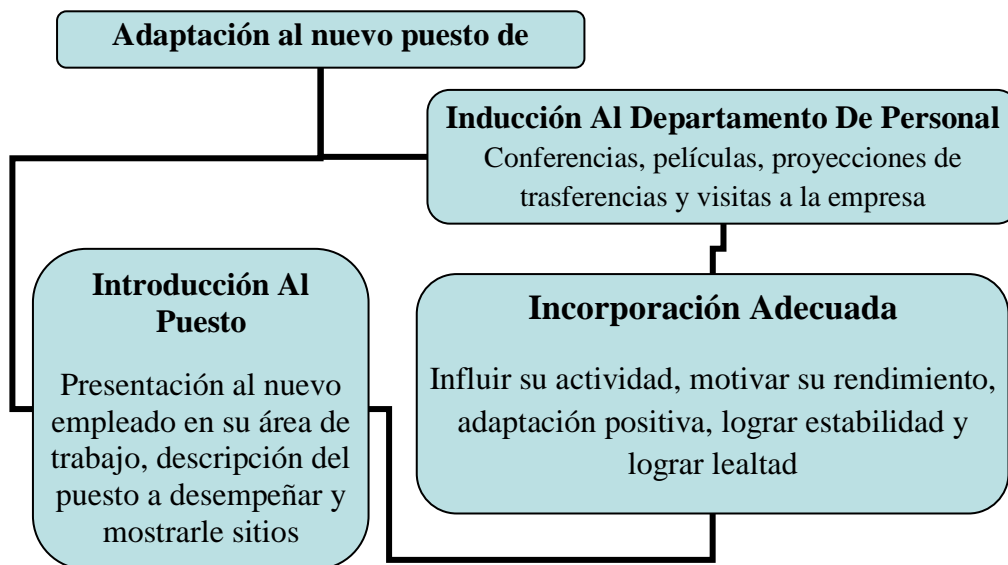 Adaptación al nuevo puesto de
Inducción Al Departamento De Personal
Conferencias, películas, proyecciones de
trasferencias y visitas a la empresa
Introducción Al
Puesto
Presentación al nuevo
empleado en su área de
trabajo, descripción del
puesto a desempeñar y
mostrarle sitios
Incorporación Adecuada
Influir su actividad, motivar su rendimiento,
adaptación positiva, lograr estabilidad y
lograr lealtad